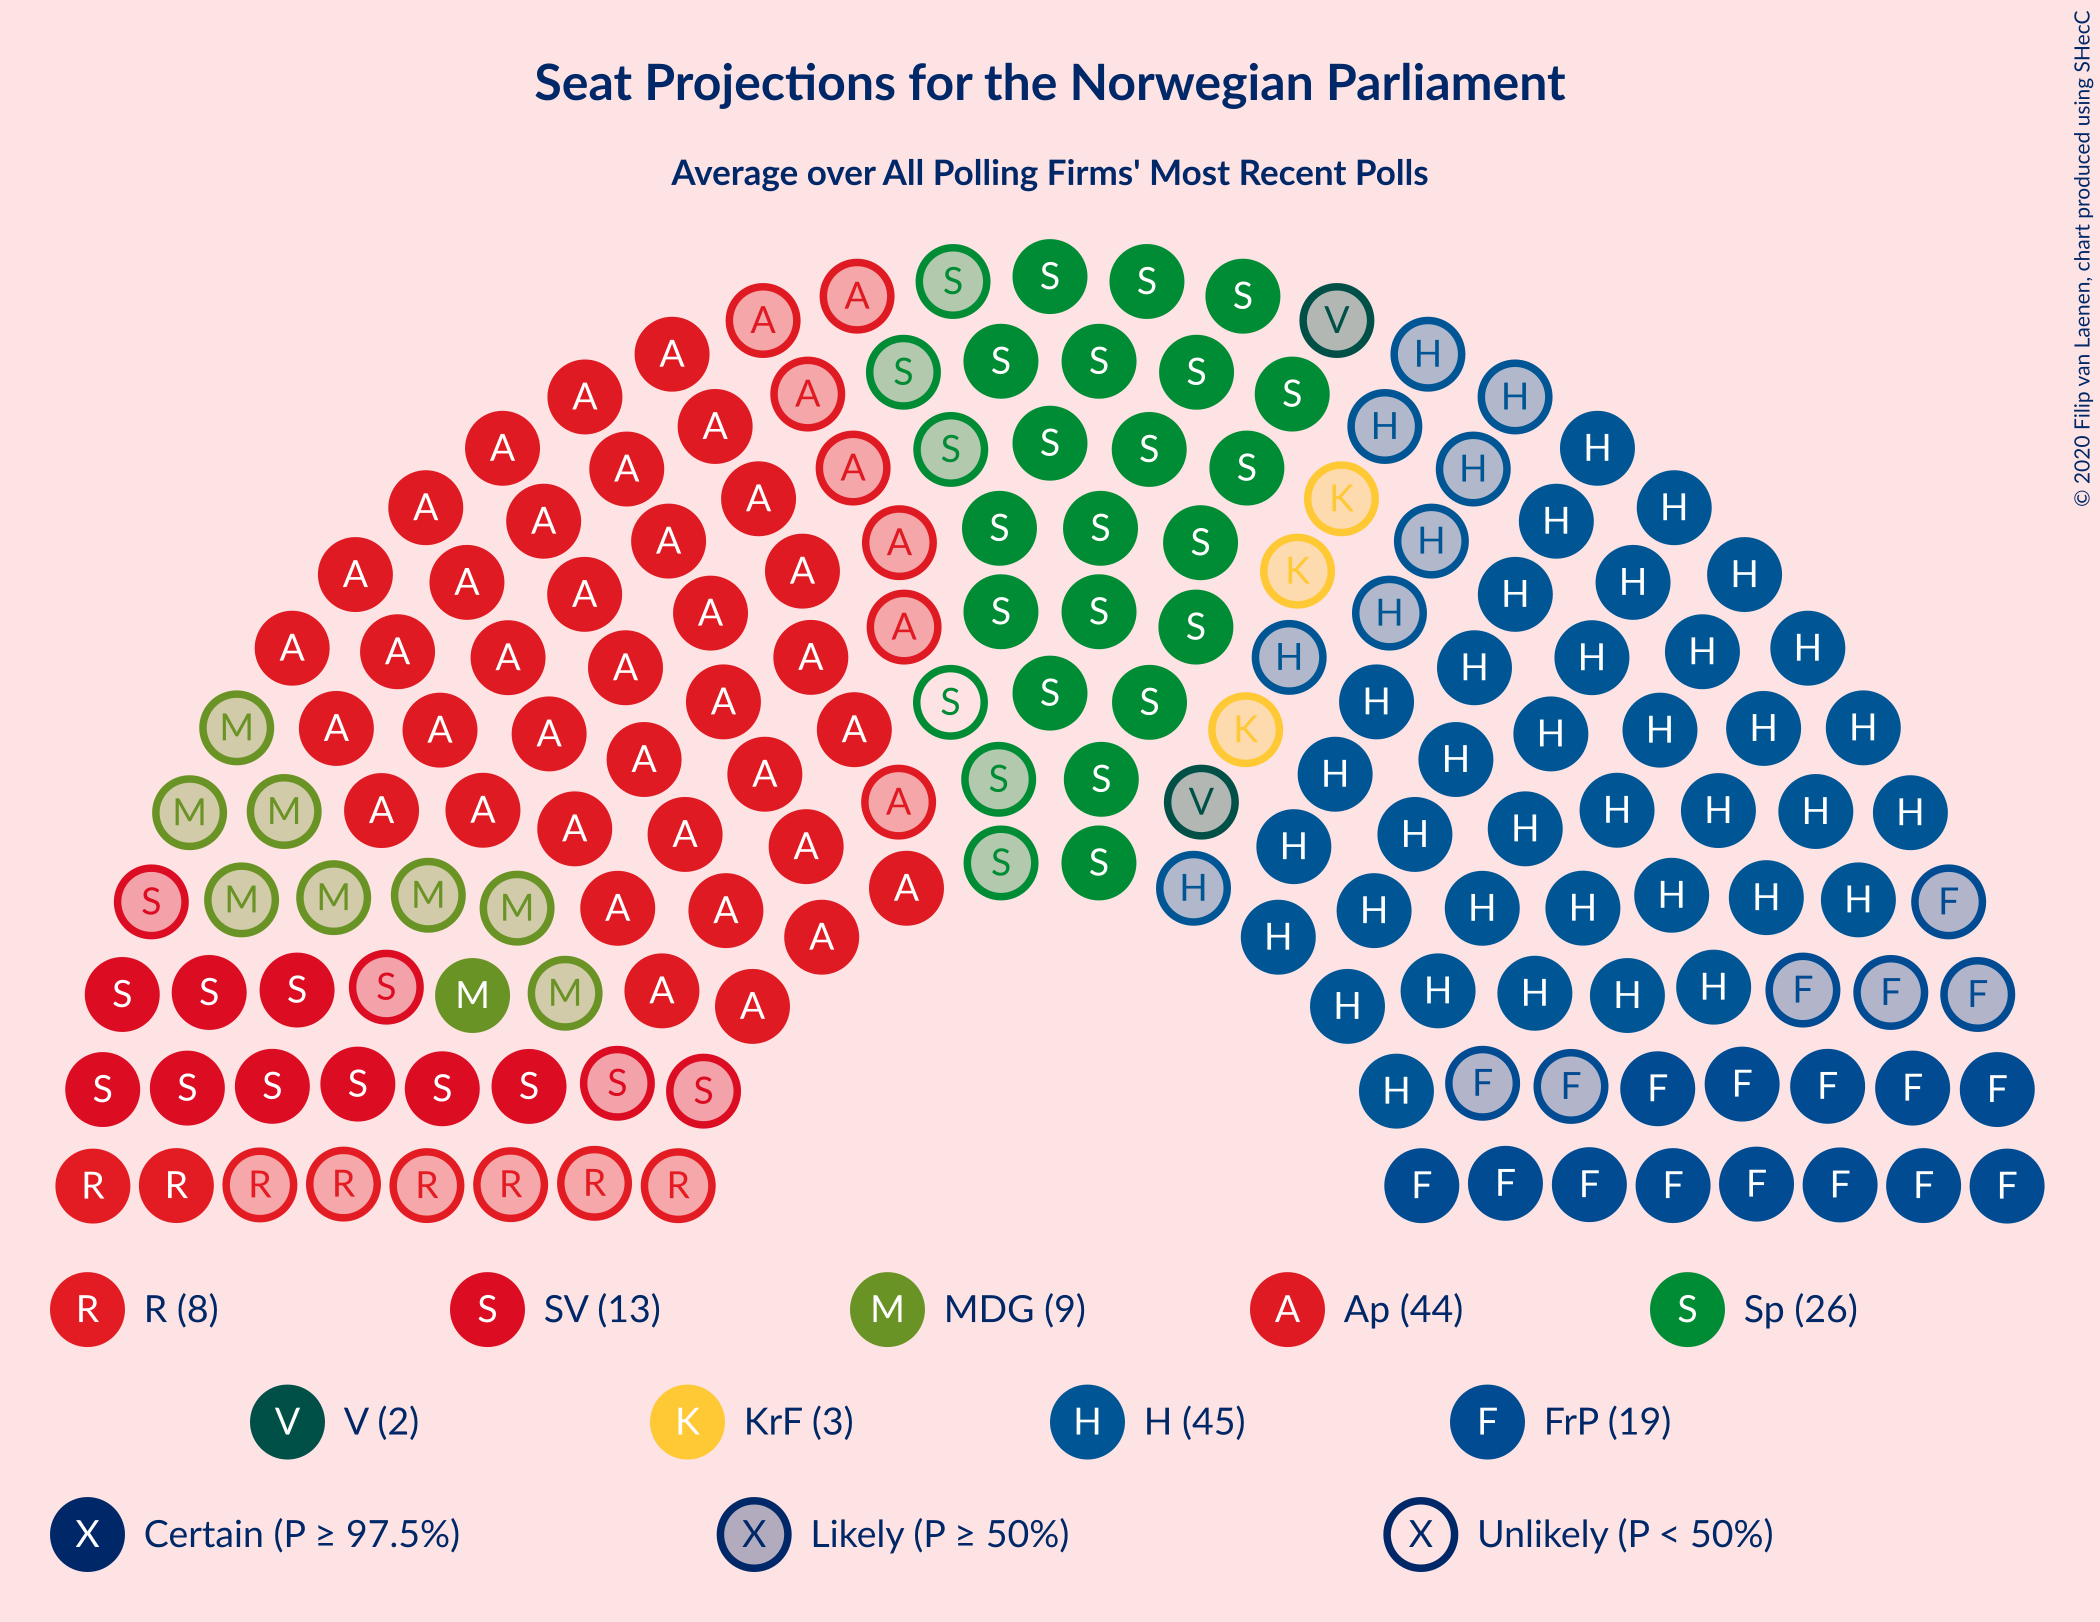 Seat Projections for the Norwegian Parliament
Average over All Polling Firms' Most Recent Polls
© 2020 Filip van Laenen, chart produced using SHecC
S S S S
A V
A H
A S S S S H
A S H
A A H H
A S S S S H H
A A A K H H
A A A S S S A K H H H
A A A S S S H H H
A A A A A H H H H H
M A A A A S S S K H H H H H
A A A A H H H
M M A A A S S V H H H H
A A A A H H H H
S M M M M A A A S S H H H H H H H F
A H
S S S S M M A A H H H H H F F F
S S S S S S S S H F F F F F F F
R R R R R R R R F F F F F F F F
R R (8) S SV (13) M MDG (9) A Ap (44) S Sp (26)
V V (2) K KrF (3) H H (45) F FrP (19)
X Certain (P ≥ 97.5%) X Likely (P ≥ 50%) X Unlikely (P < 50%)